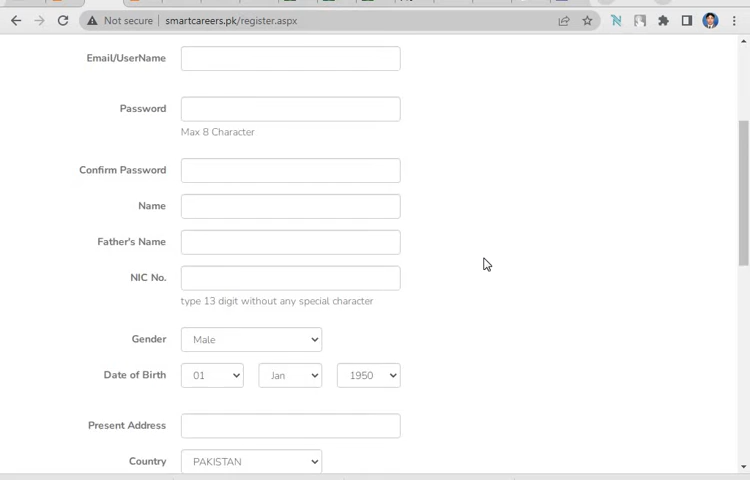 Not secure | smartcareers.pk/register.aspx
Email/UserName
Password
Max 8 Character
Confirm Password
Name
Father's Name
NIC No.
type 13 digit without any special character
Gender
Male
Date of Birth
01
Jan
1950
Present Address
Country
PAKISTAN